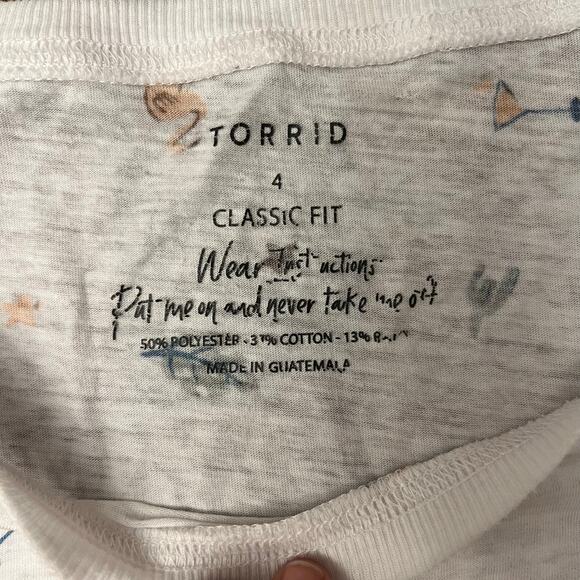 TORRID
4
CLASSIC FIT
Wear Instructions
Put me on and never take me off
50% POLYESTER - 37% COTTON - 13%
MADE IN GUATEMALA